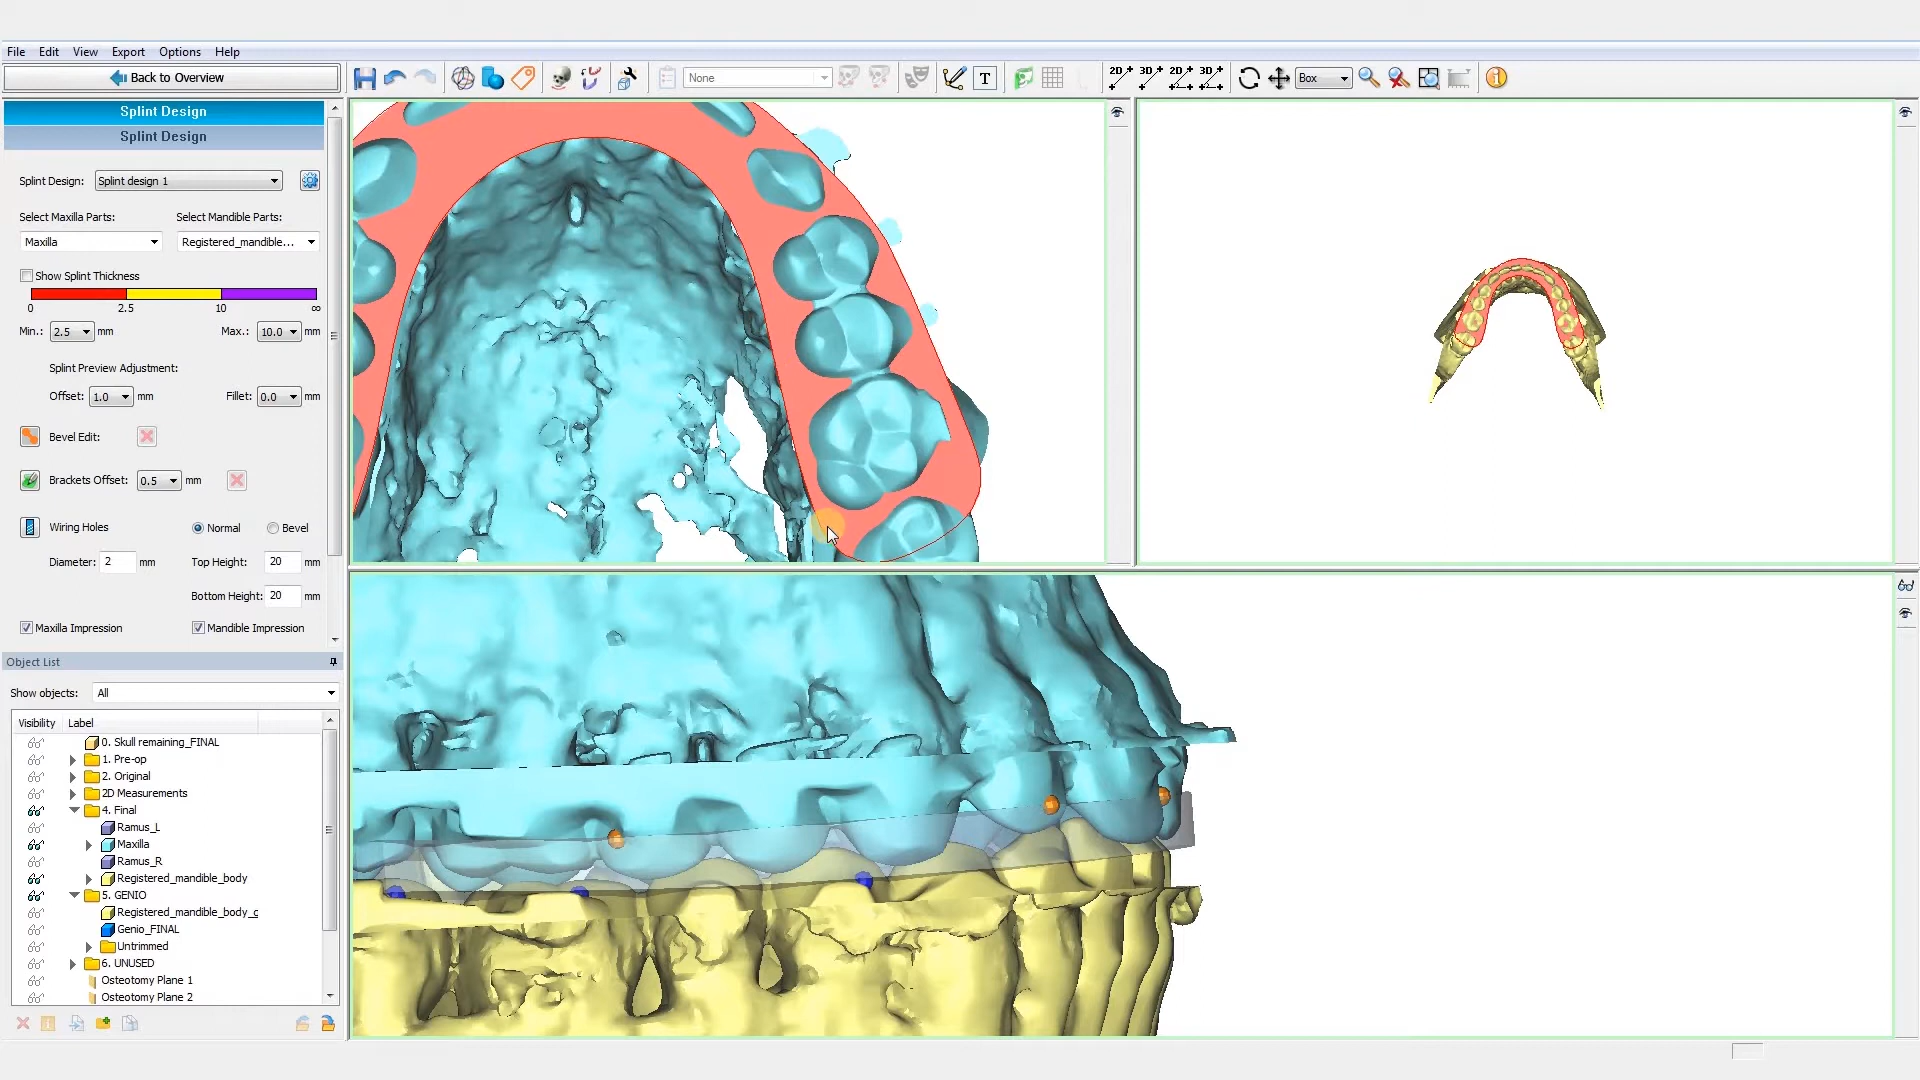 File Edit View Export Options Help
Back to Overview
None
T
2D 3D 2D 3D
Box
Splint Design
Splint Design
Splint Design: Splint design 1
Select Maxilla Parts: Select Mandible Parts:
Maxilla Registered_mandible...
Show Splint Thickness
0 2.5 10 ∞
Min.: 2.5 mm Max.: 10.0 mm
Splint Preview Adjustment:
Offset: 1.0 mm Fillet: 0.0 mm
Bevel Edit:
Brackets Offset: 0.5 mm
Wiring Holes Normal Bevel
Diameter: 2 mm Top Height: 20 mm
Bottom Height: 20 mm
Maxilla Impression Mandible Impression
Object List
Show objects: All
Visibility Label
0. Skull remaining_FINAL
1. Pre-op
2. Original
2D Measurements
4. Final
Ramus_L
Maxilla
Ramus_R
Registered_mandible_body
5. GENIO
Registered_mandible_body_c
Genio_FINAL
Untrimmed
6. UNUSED
Osteotomy Plane 1
Osteotomy Plane 2